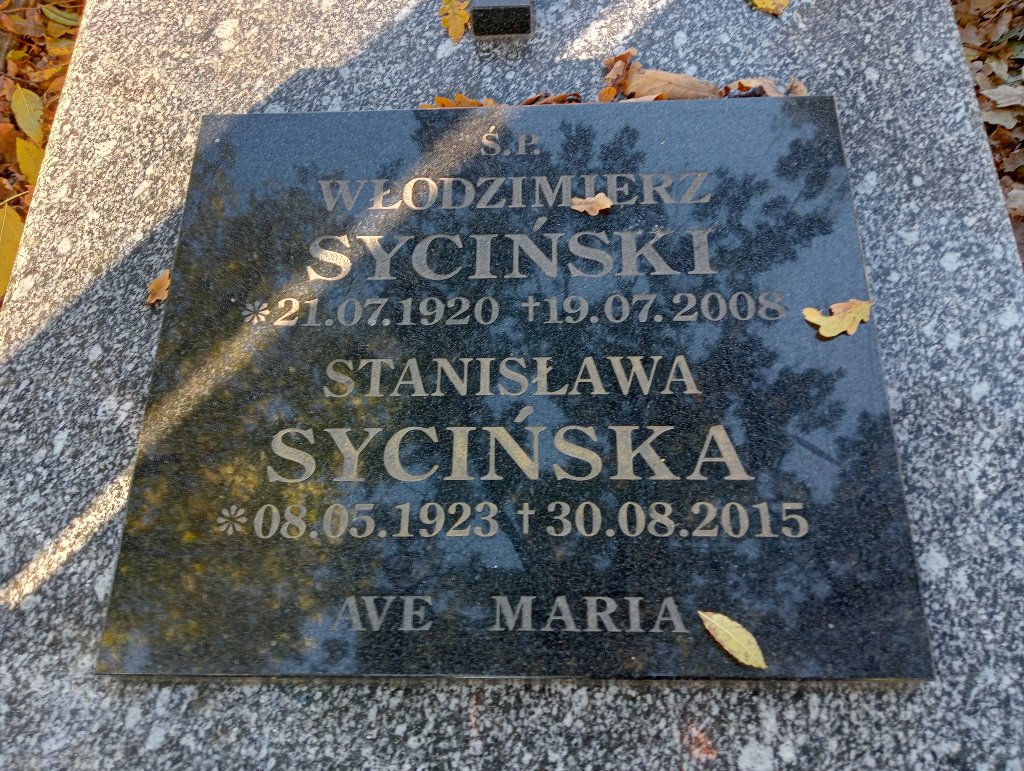 Ś.P.
WŁODZIMIERZ
SYCIŃSKI
*21.07.1920 †19.07.2008
STANISŁAWA
SYCIŃSKA
*08.05.1923 †30.08.2015
AVE MARIA